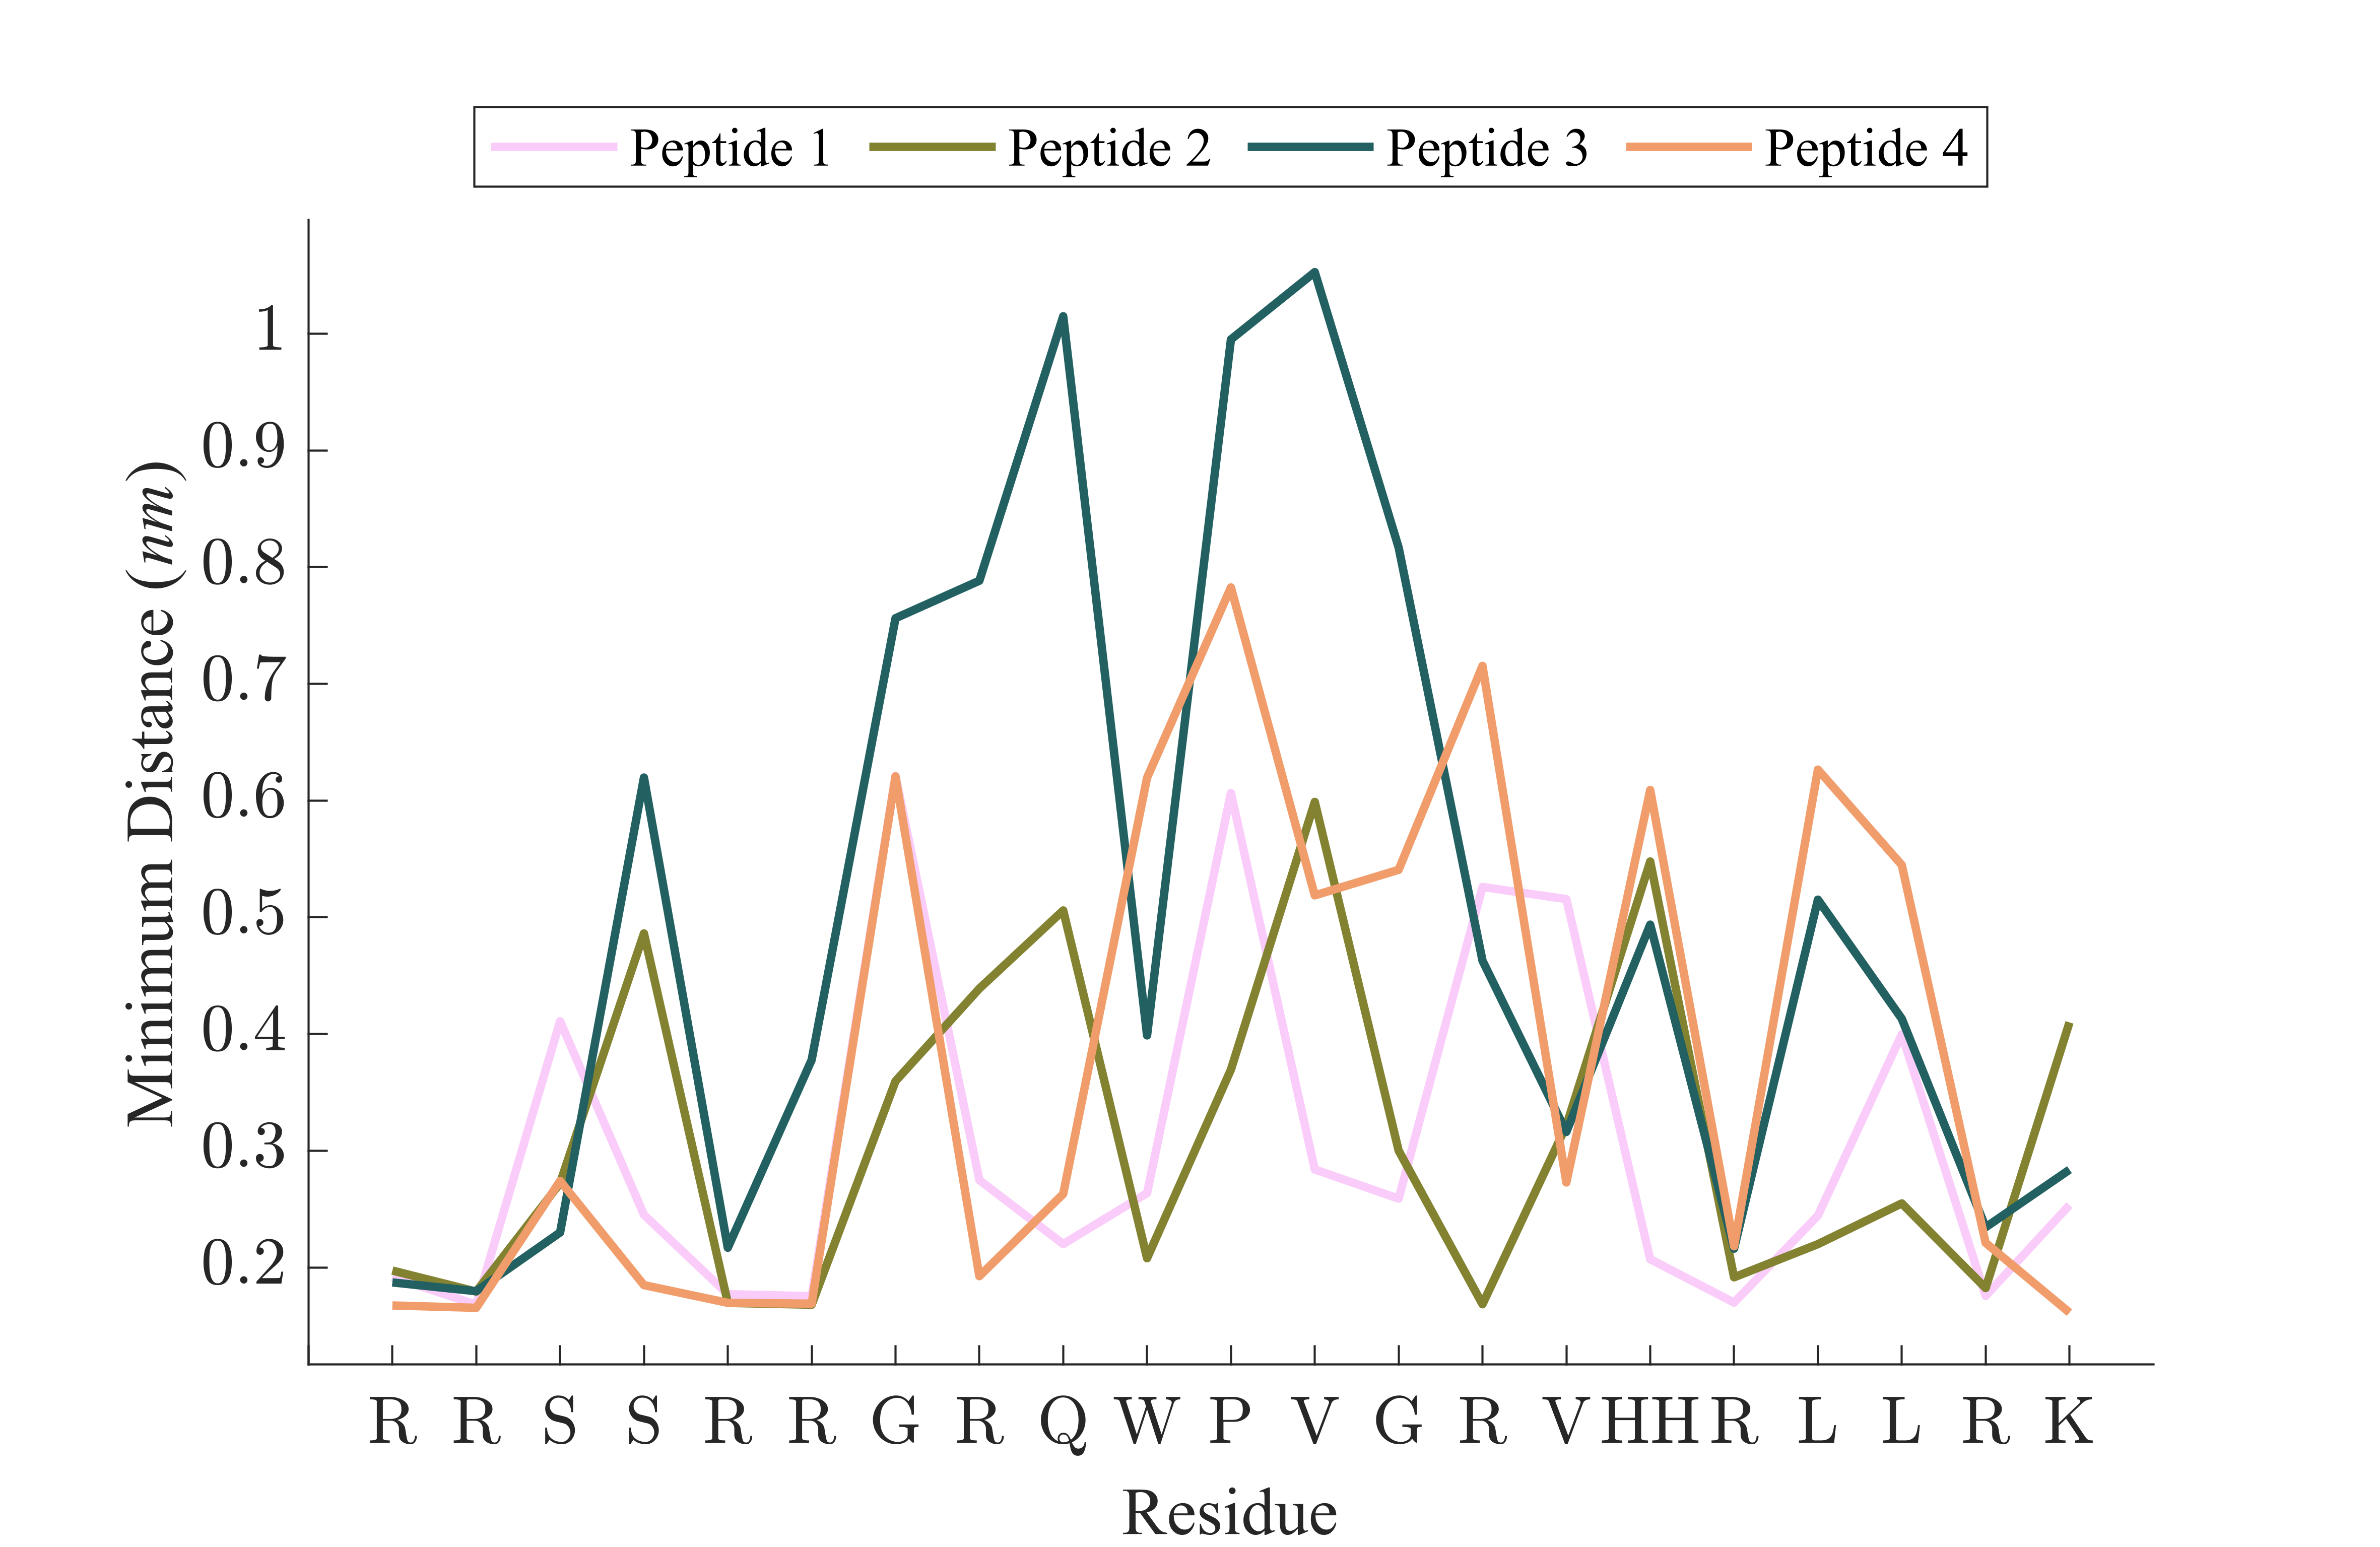 Peptide 1 Peptide 2 Peptide 3 Peptide 4
Minimum Distance (nm)
1
0.9
0.8
0.7
0.6
0.5
0.4
0.3
0.2
R R S S R R G R Q W P V G R V HH R L L R K
Residue